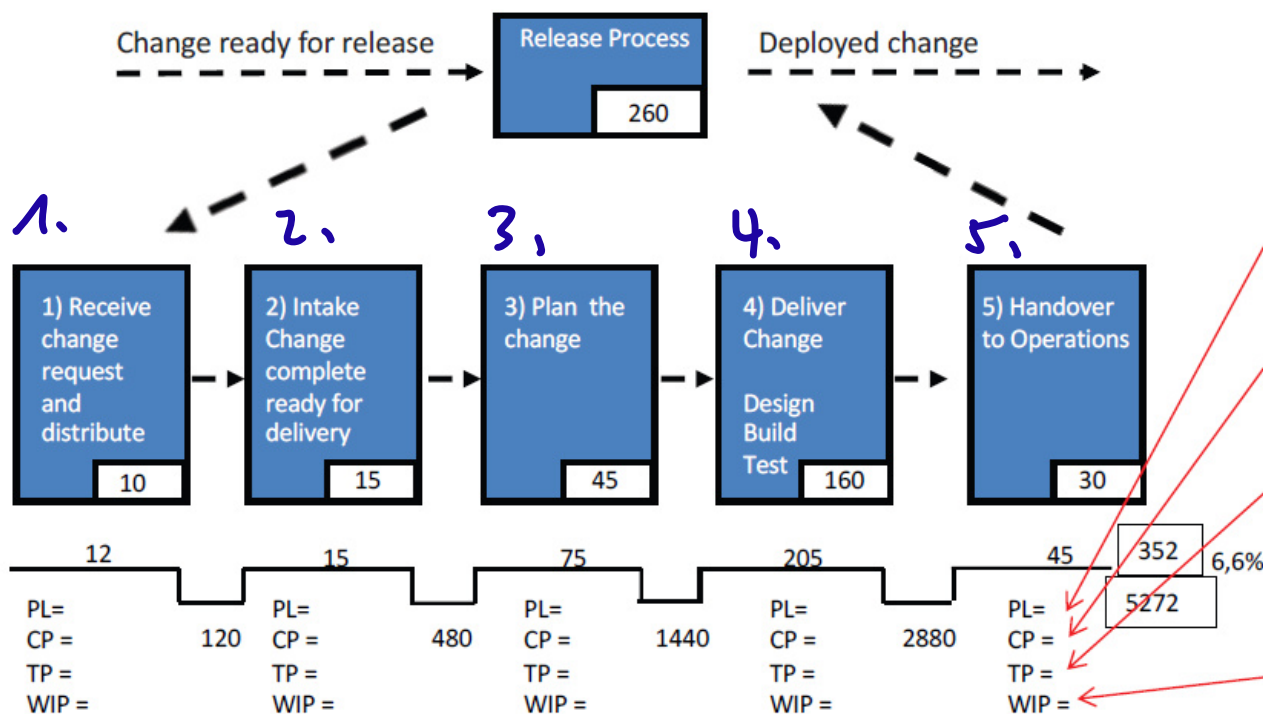 Change ready for release
Release Process
Deployed change
260
1.
2.
3,
4.
5,
1) Receive
change
request
and
distribute
10
2) Intake
Change
complete
ready for
delivery
15
3) Plan the
change
45
4) Deliver
Change
Design
Build
Test
160
5) Handover
to Operations
30
12
15
75
205
45
352
6,6%
5272
PL=
CP =
TP =
WIP =
120
PL=
CP =
TP =
WIP =
480
PL=
CP =
TP =
WIP =
1440
PL=
CP =
TP =
WIP =
2880
PL=
CP =
TP =
WIP =